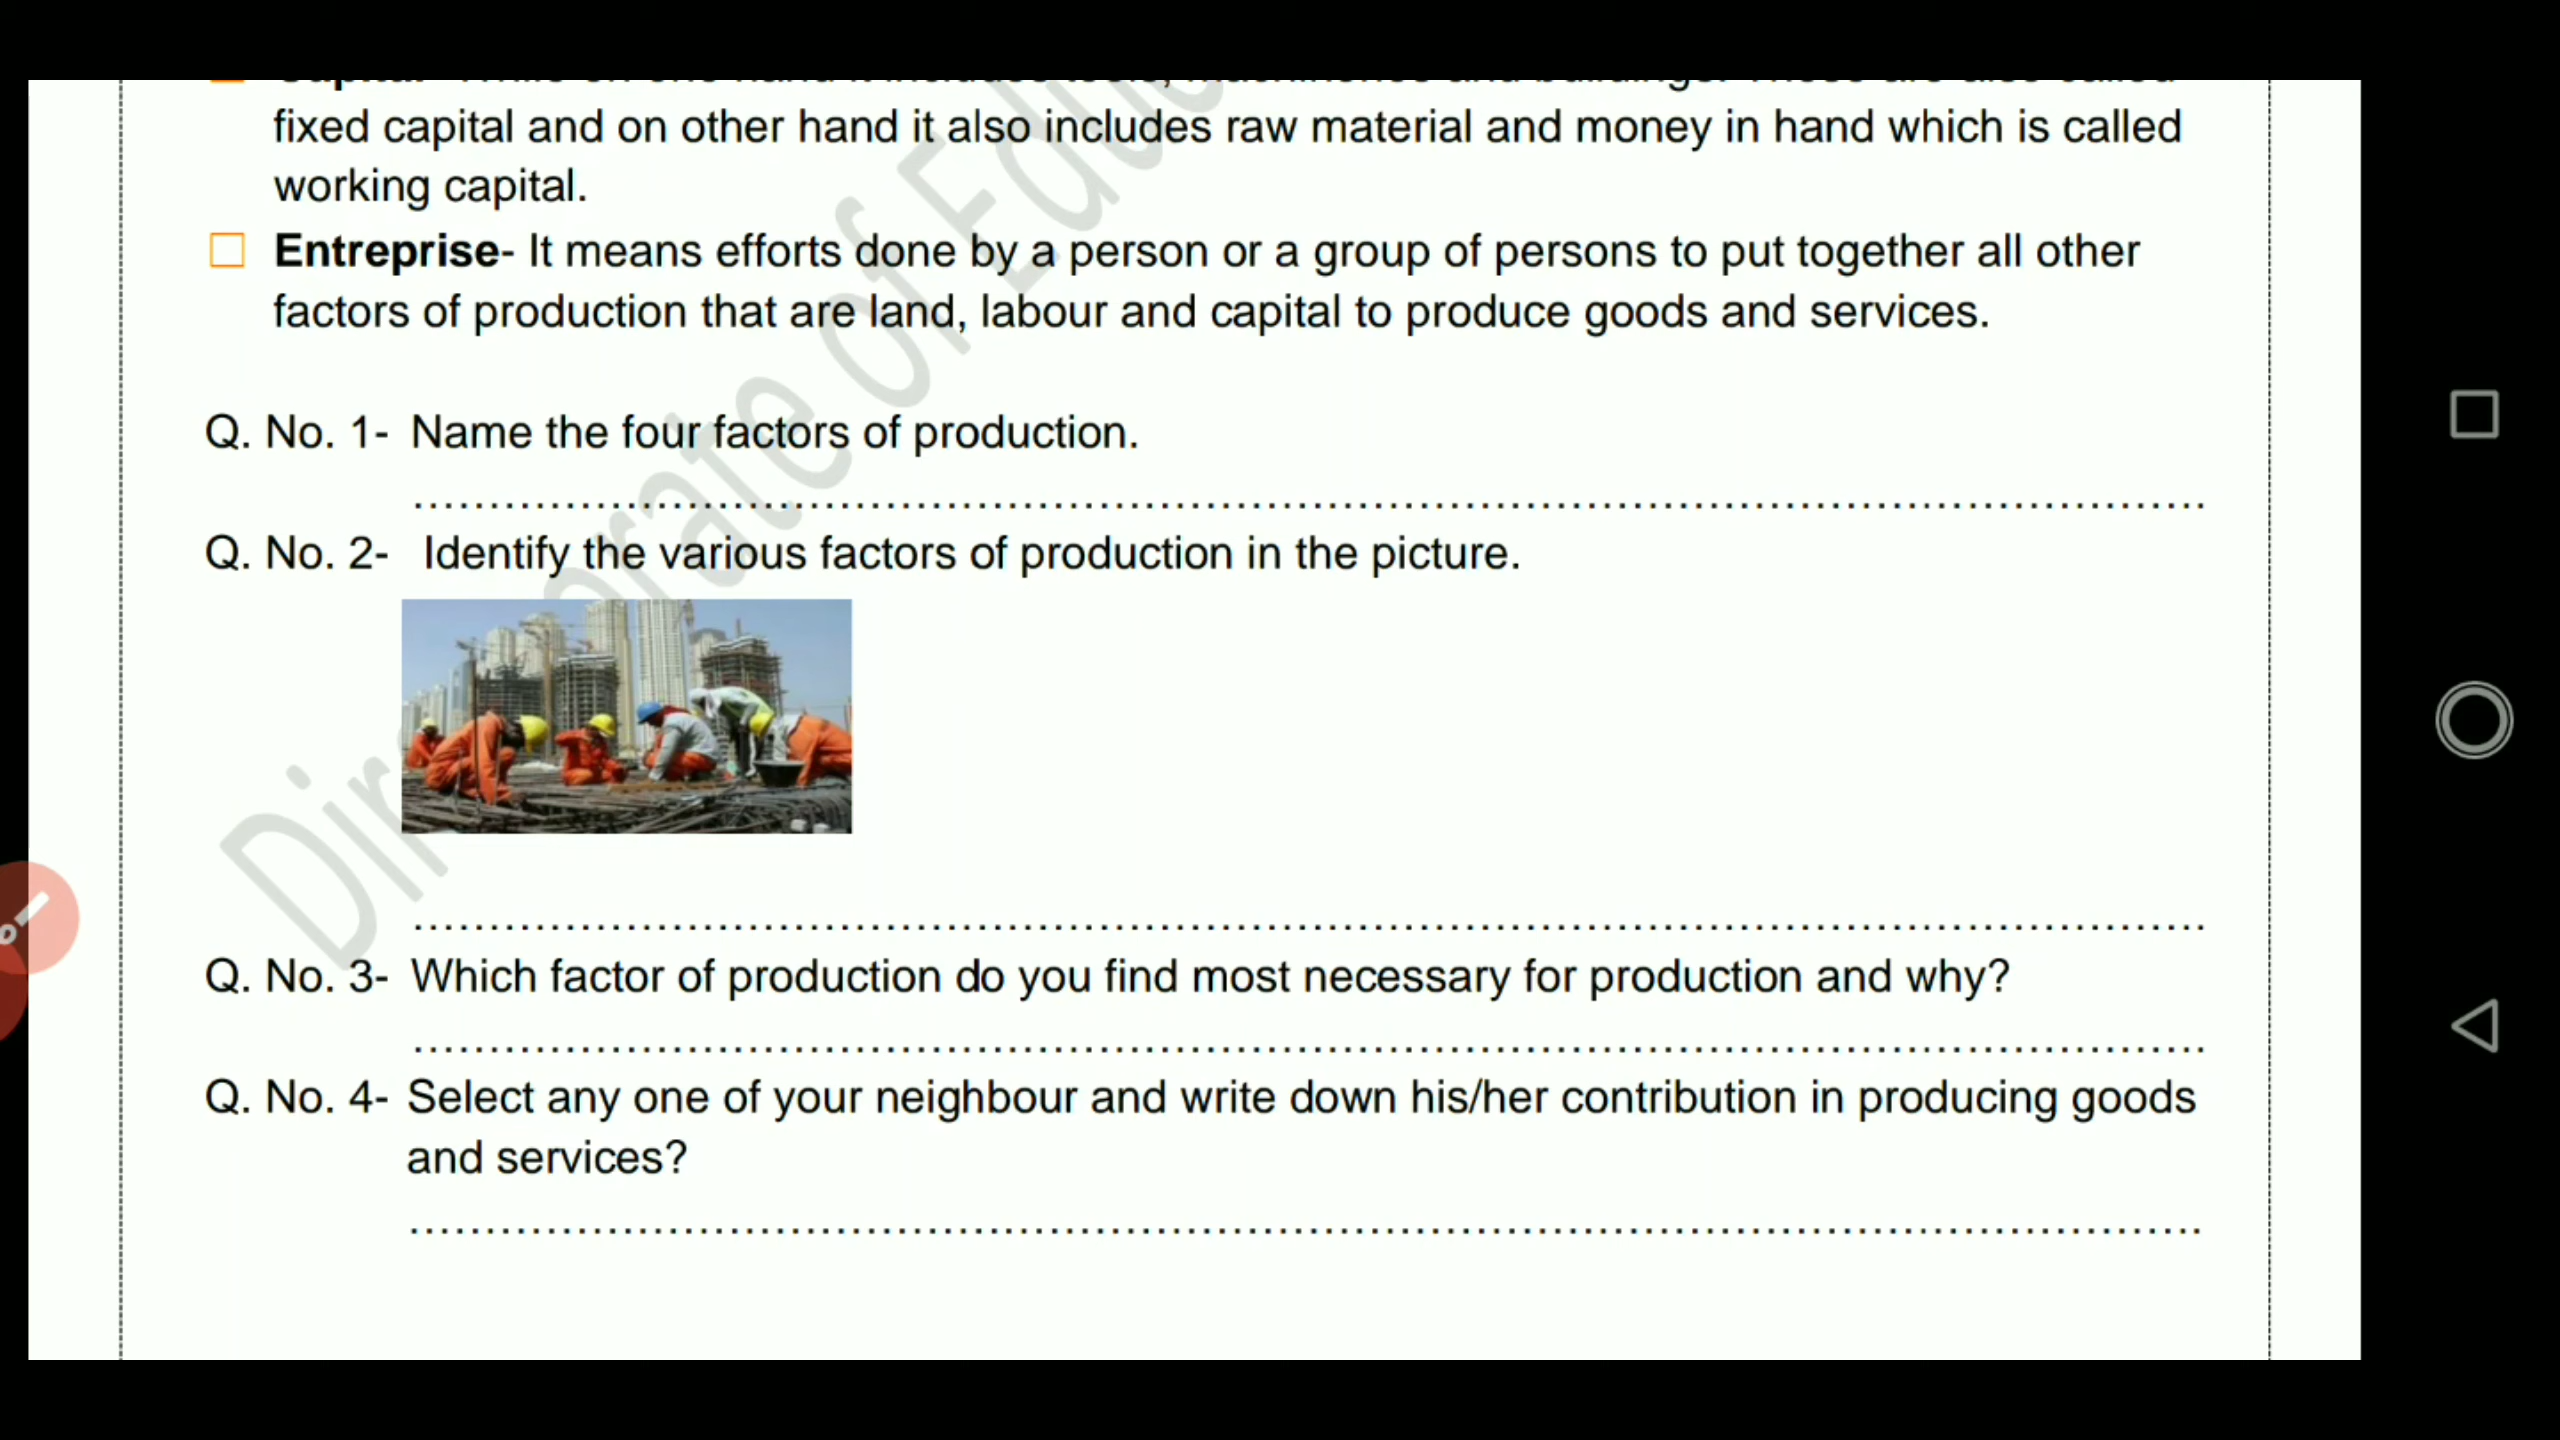 fixed capital and on other hand it also includes raw material and money in hand which is called
working capital.
Entreprise- It means efforts done by a person or a group of persons to put together all other
factors of production that are land, labour and capital to produce goods and services.
Q. No. 1- Name the four factors of production.
Q. No. 2- Identify the various factors of production in the picture.
Q. No. 3- Which factor of production do you find most necessary for production and why?
Q. No. 4- Select any one of your neighbour and write down his/her contribution in producing goods
and services?